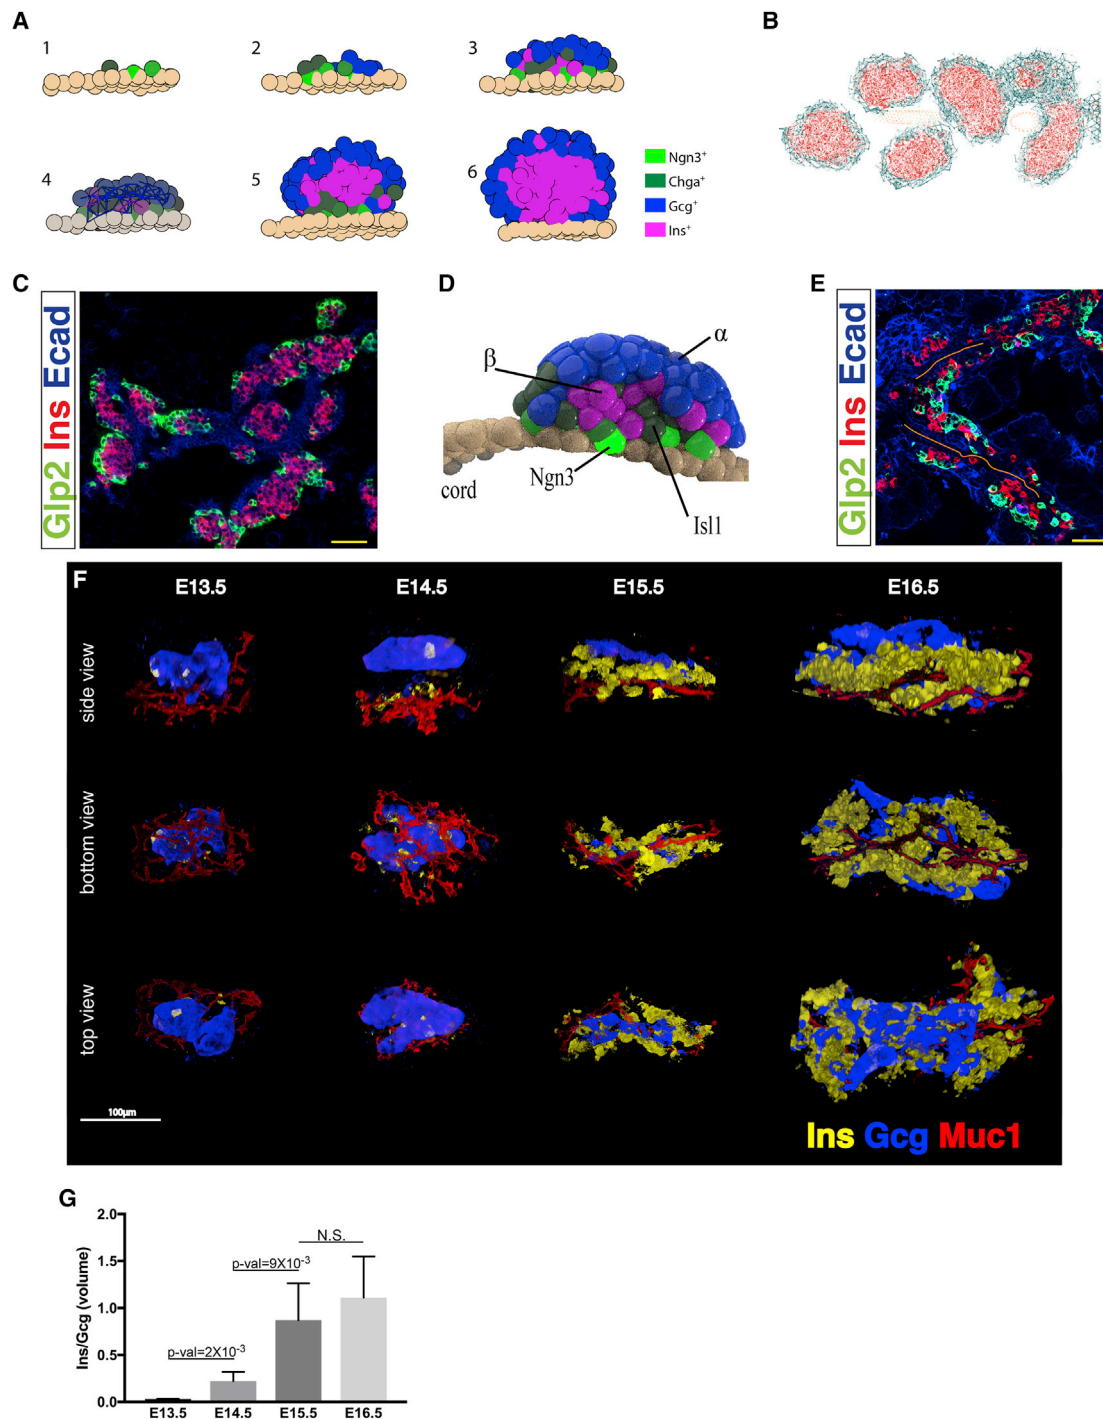 A
1
2
3
4
5
6
Ngn3+
Chga+
Gcg+
Ins+
B
C
Glp2 Ins Ecad
D
β
α
Ngn3
cord
Isl1
E
Glp2 Ins Ecad
F
E13.5 E14.5 E15.5 E16.5
side view
bottom view
top view
100µm
Ins Gcg Muc1
G
Ins/Gcg (volume)
2.0
1.5
1.0
0.5
0.0
p-val=2X10-3
p-val=9X10-3
N.S.
E13.5 E14.5 E15.5 E16.5